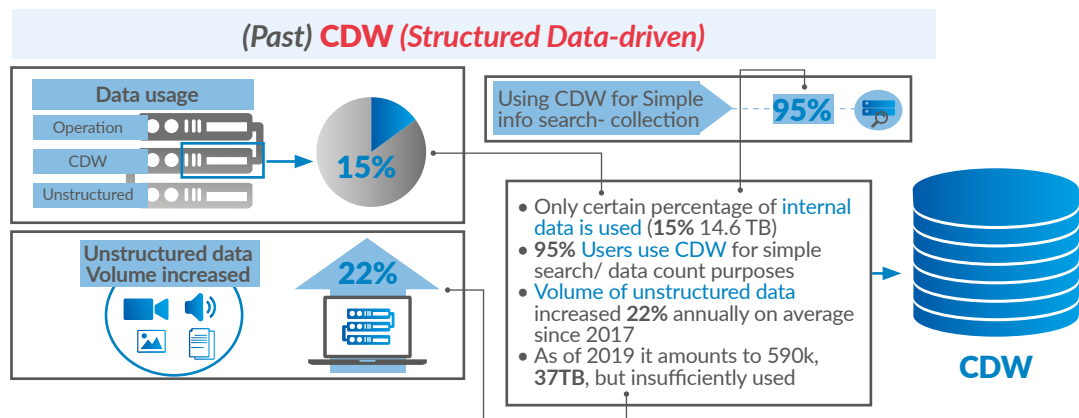 (Past) CDW (Structured Data-driven)
Data usage
Operation
CDW
Unstructured
15%
Using CDW for Simple
info search- collection
95%
Unstructured data
Volume increased
22%
• Only certain percentage of internal
data is used (15% 14.6 TB)
• 95% Users use CDW for simple
search/ data count purposes
• Volume of unstructured data
increased 22% annually on average
since 2017
• As of 2019 it amounts to 590k,
37TB, but insufficiently used
CDW